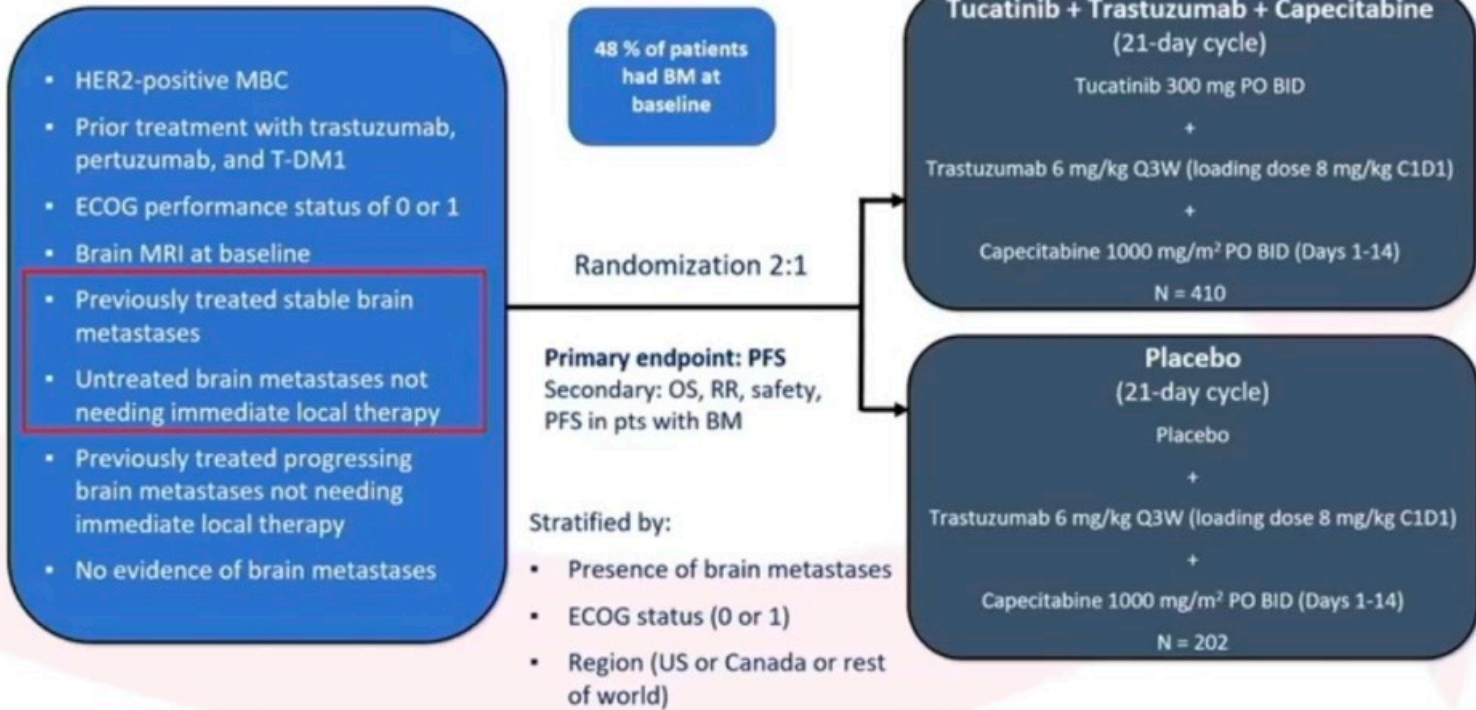 ▪ HER2-positive MBC
▪ Prior treatment with trastuzumab,
pertuzumab, and T-DM1
▪ ECOG performance status of 0 or 1
▪ Brain MRI at baseline
▪ Previously treated stable brain
metastases
▪ Untreated brain metastases not
needing immediate local therapy
▪ Previously treated progressing
brain metastases not needing
immediate local therapy
▪ No evidence of brain metastases
48 % of patients
had BM at
baseline
Randomization 2:1
Primary endpoint: PFS
Secondary: OS, RR, safety,
PFS in pts with BM
Stratified by:
▪ Presence of brain metastases
▪ ECOG status (0 or 1)
▪ Region (US or Canada or rest
of world)
Tucatinib + Trastuzumab + Capecitabine
(21-day cycle)
Tucatinib 300 mg PO BID
+
Trastuzumab 6 mg/kg Q3W (loading dose 8 mg/kg C1D1)
+
Capecitabine 1000 mg/m² PO BID (Days 1-14)
N = 410
Placebo
(21-day cycle)
Placebo
+
Trastuzumab 6 mg/kg Q3W (loading dose 8 mg/kg C1D1)
+
Capecitabine 1000 mg/m² PO BID (Days 1-14)
N = 202